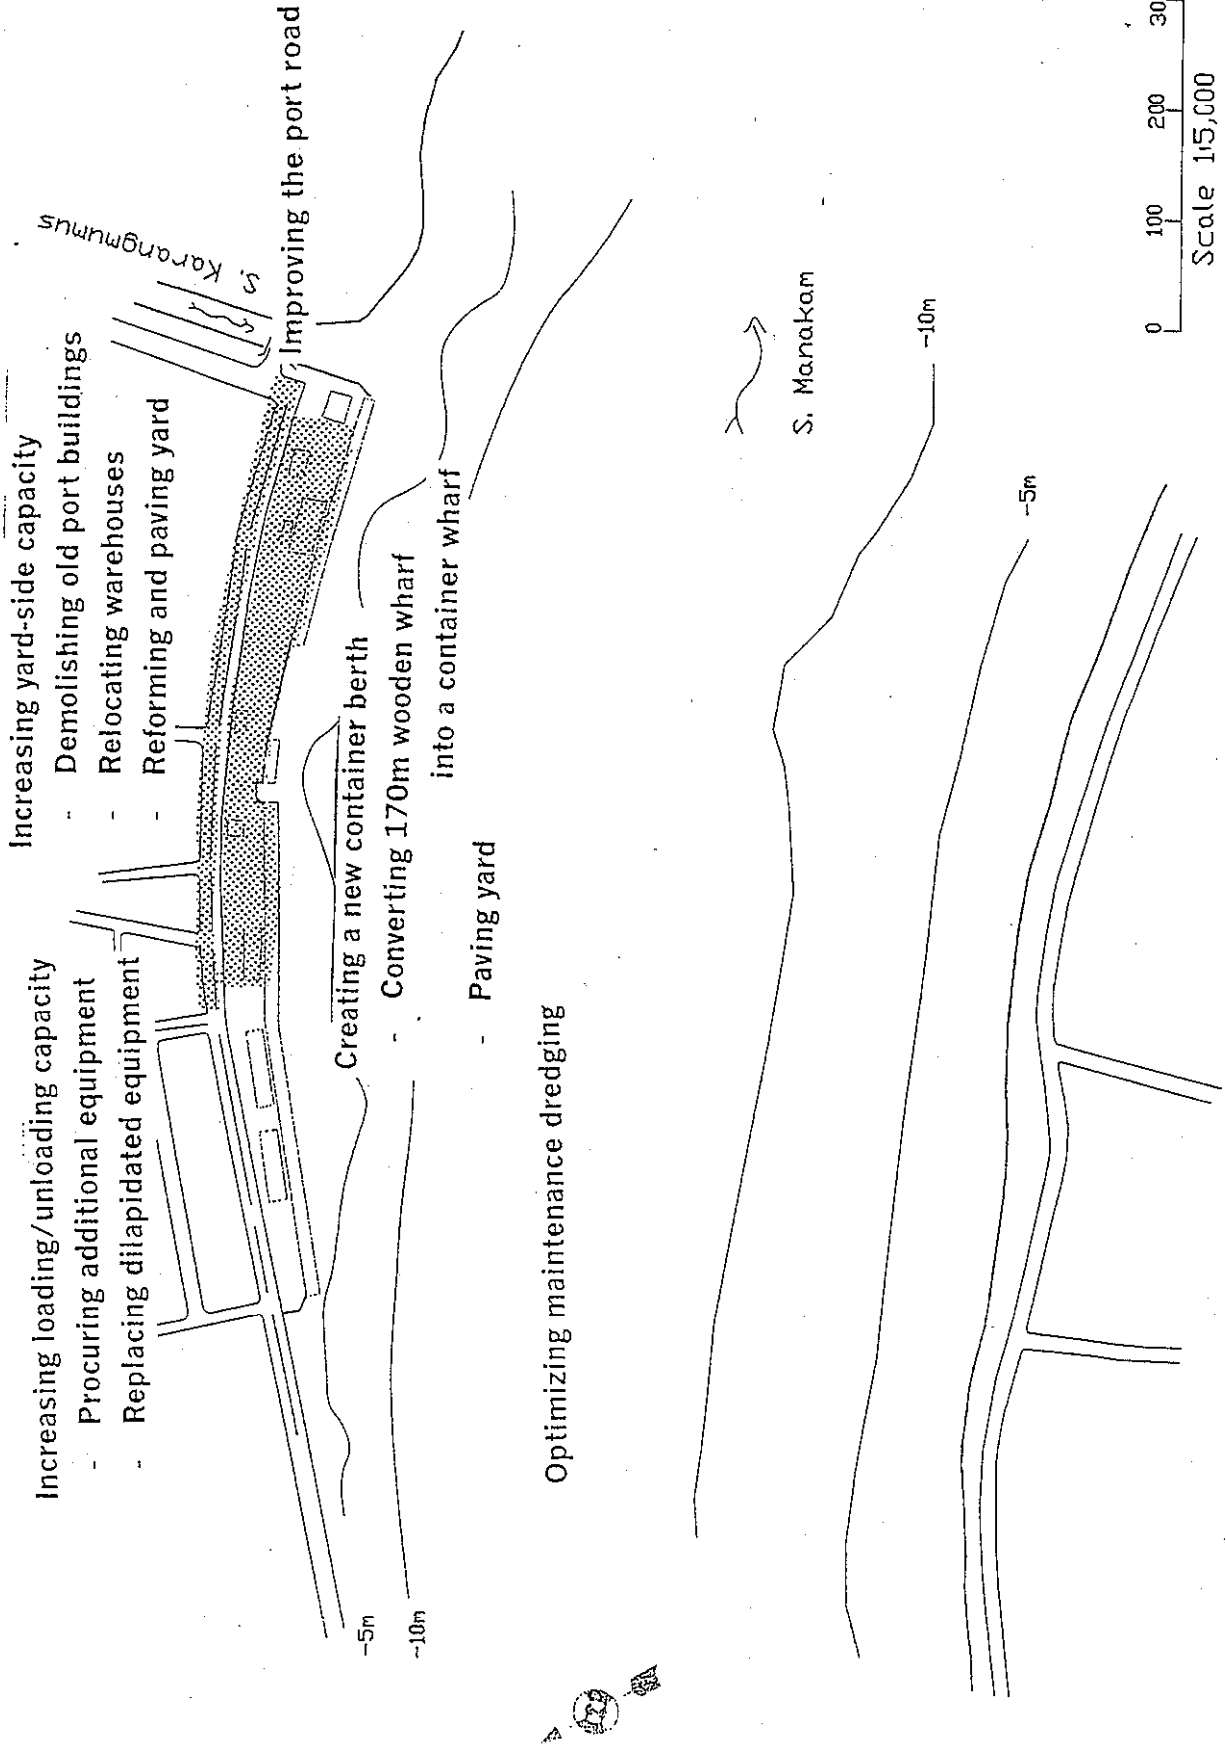 Increasing loading/unloading capacity
- Procuring additional equipment
- Replacing dilapidated equipment
Increasing yard-side capacity
- Demolishing old port buildings
- Relocating warehouses
- Reforming and paving yard
S. Karangmumus
Improving the port road
Creating a new container berth
- Converting 170m wooden wharf
into a container wharf
- Paving yard
Optimizing maintenance dredging
-5m
-10m
S. Manakam
-10m
-5m
0 100 200 30
Scale 1:5,000